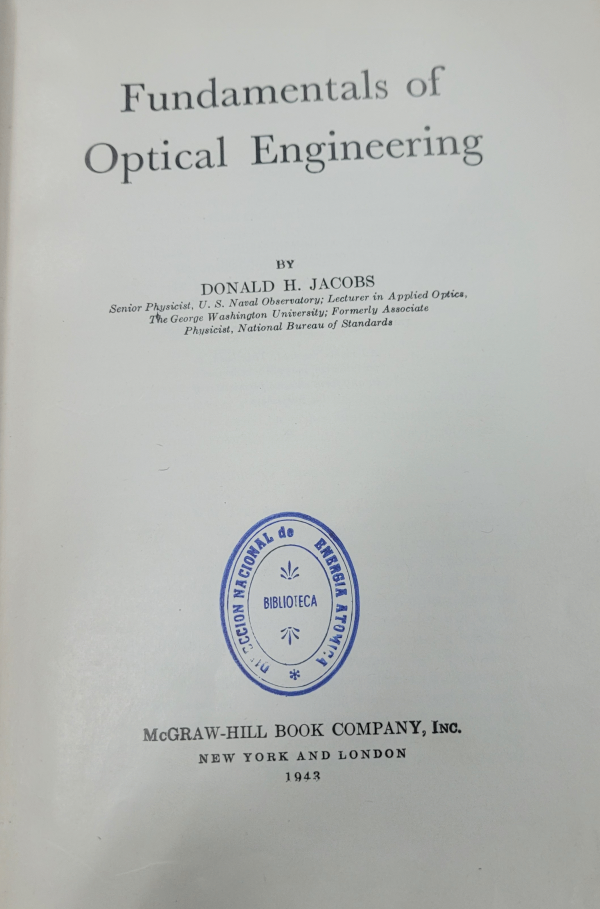 Fundamentals of
Optical Engineering
BY
DONALD H. JACOBS
Senior Physicist, U. S. Naval Observatory; Lecturer in Applied Optics,
The George Washington University; Formerly Associate
Physicist, National Bureau of Standards
DIRECCION NACIONAL de ENERGIA ATOMICA
BIBLIOTECA
McGRAW-HILL BOOK COMPANY, INC.
NEW YORK AND LONDON
1943